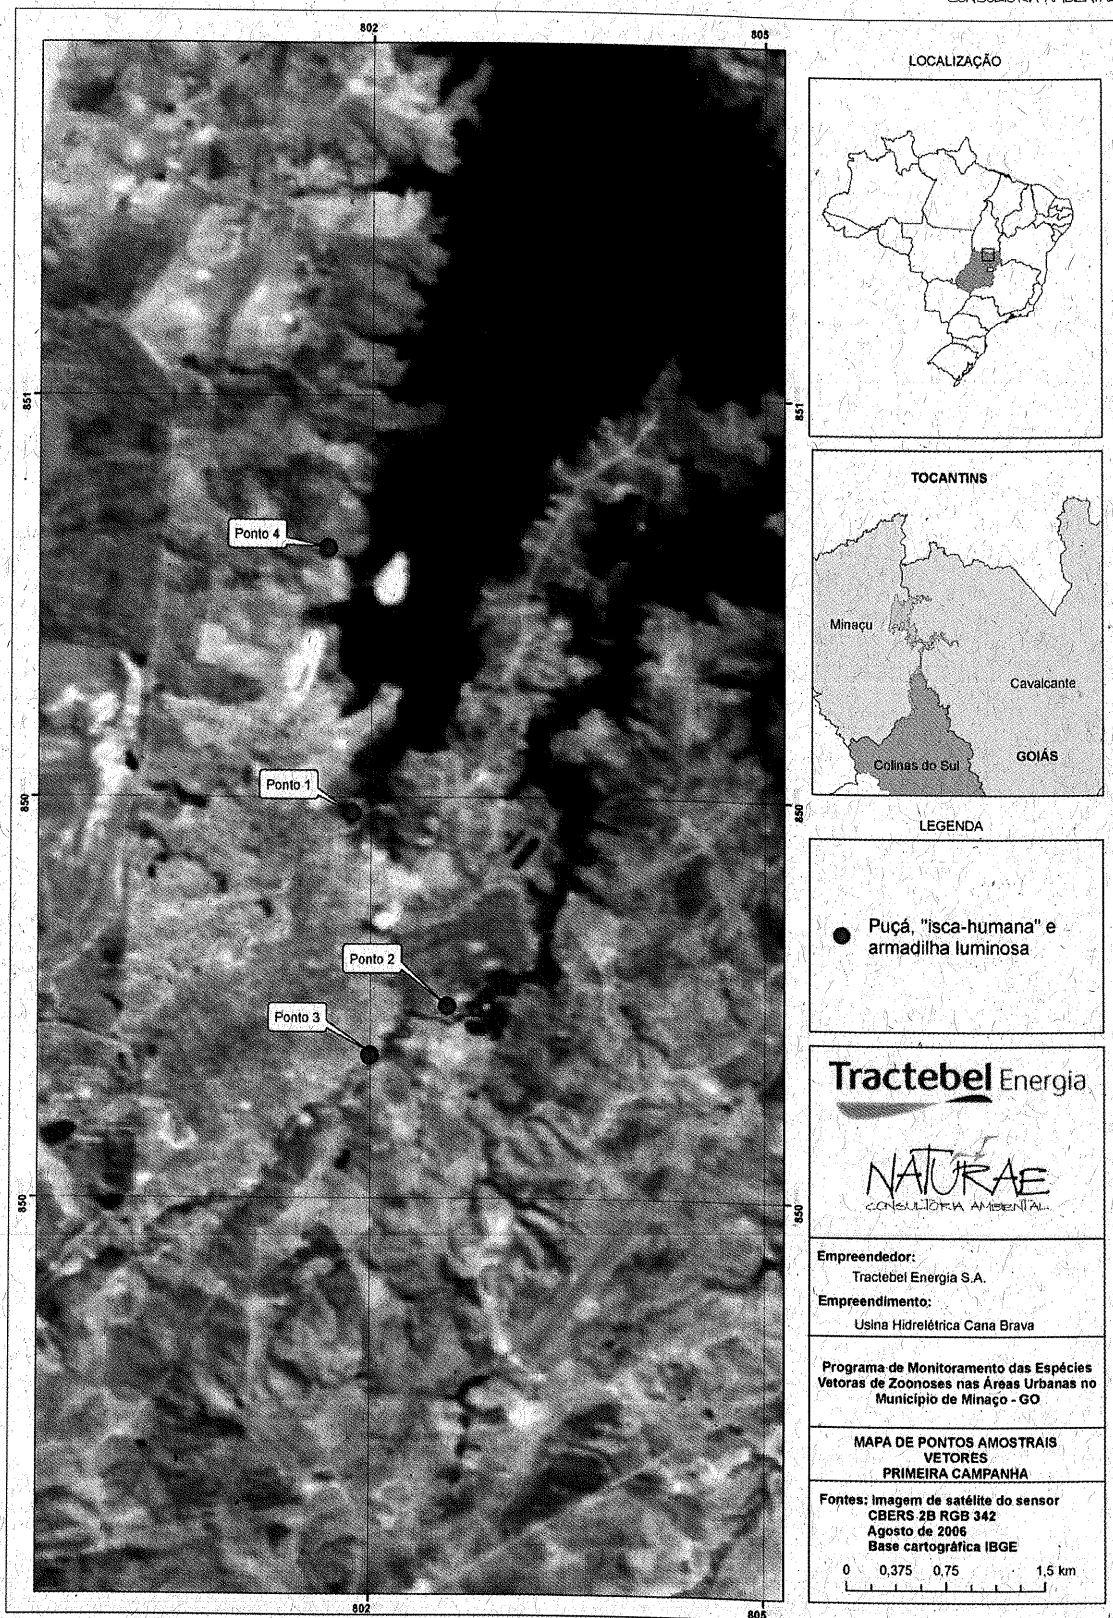 CONSULTORIA AMBIENTAL
802
805
851
851
Ponto 4
Ponto 1
850
850
Ponto 2
Ponto 3
850
850
802
805
LOCALIZAÇÃO
TOCANTINS
Minaçu
Cavalcante
GOIÁS
Colinas do Sul
LEGENDA
Puçá, "isca-humana" e
armadilha luminosa
Tractebel Energia
NATURAE
CONSULTORIA AMBIENTAL
Empreendedor:
Tractebel Energia S.A.
Empreendimento:
Usina Hidrelétrica Cana Brava
Programa de Monitoramento das Espécies
Vetoras de Zoonoses nas Áreas Urbanas no
Município de Minaço - GO
MAPA DE PONTOS AMOSTRAIS
VETORES
PRIMEIRA CAMPANHA
Fontes: Imagem de satélite do sensor
CBERS 2B RGB 342
Agosto de 2006
Base cartográfica IBGE
0 0,375 0,75 1,5 km